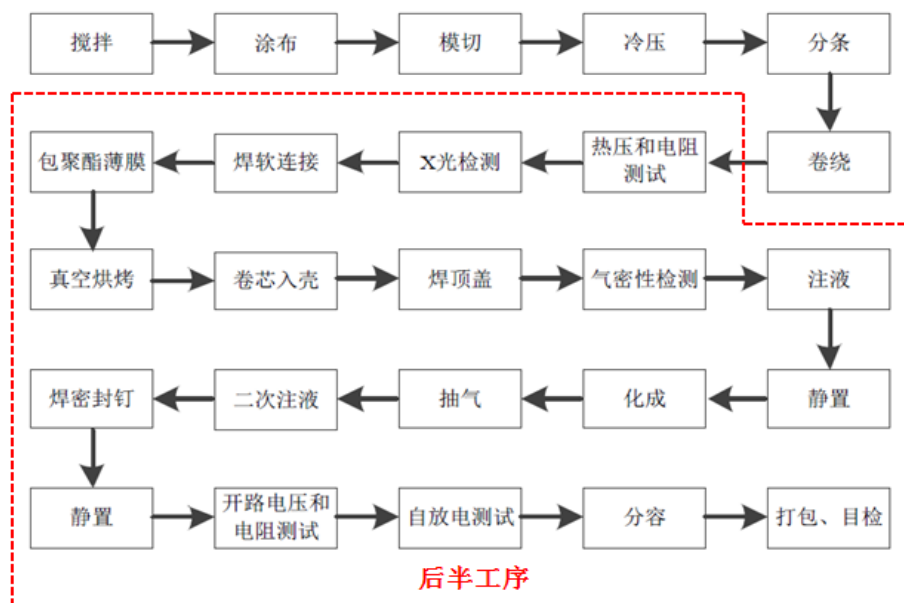 搅拌
涂布
模切
冷压
分条
包聚酯薄膜
焊软连接
X光检测
热压和电阻
测试
卷绕
真空烘烤
卷芯入壳
焊顶盖
气密性检测
注液
焊密封钉
二次注液
抽气
化成
静置
静置
开路电压和
电阻测试
自放电测试
分容
打包、目检
后半工序